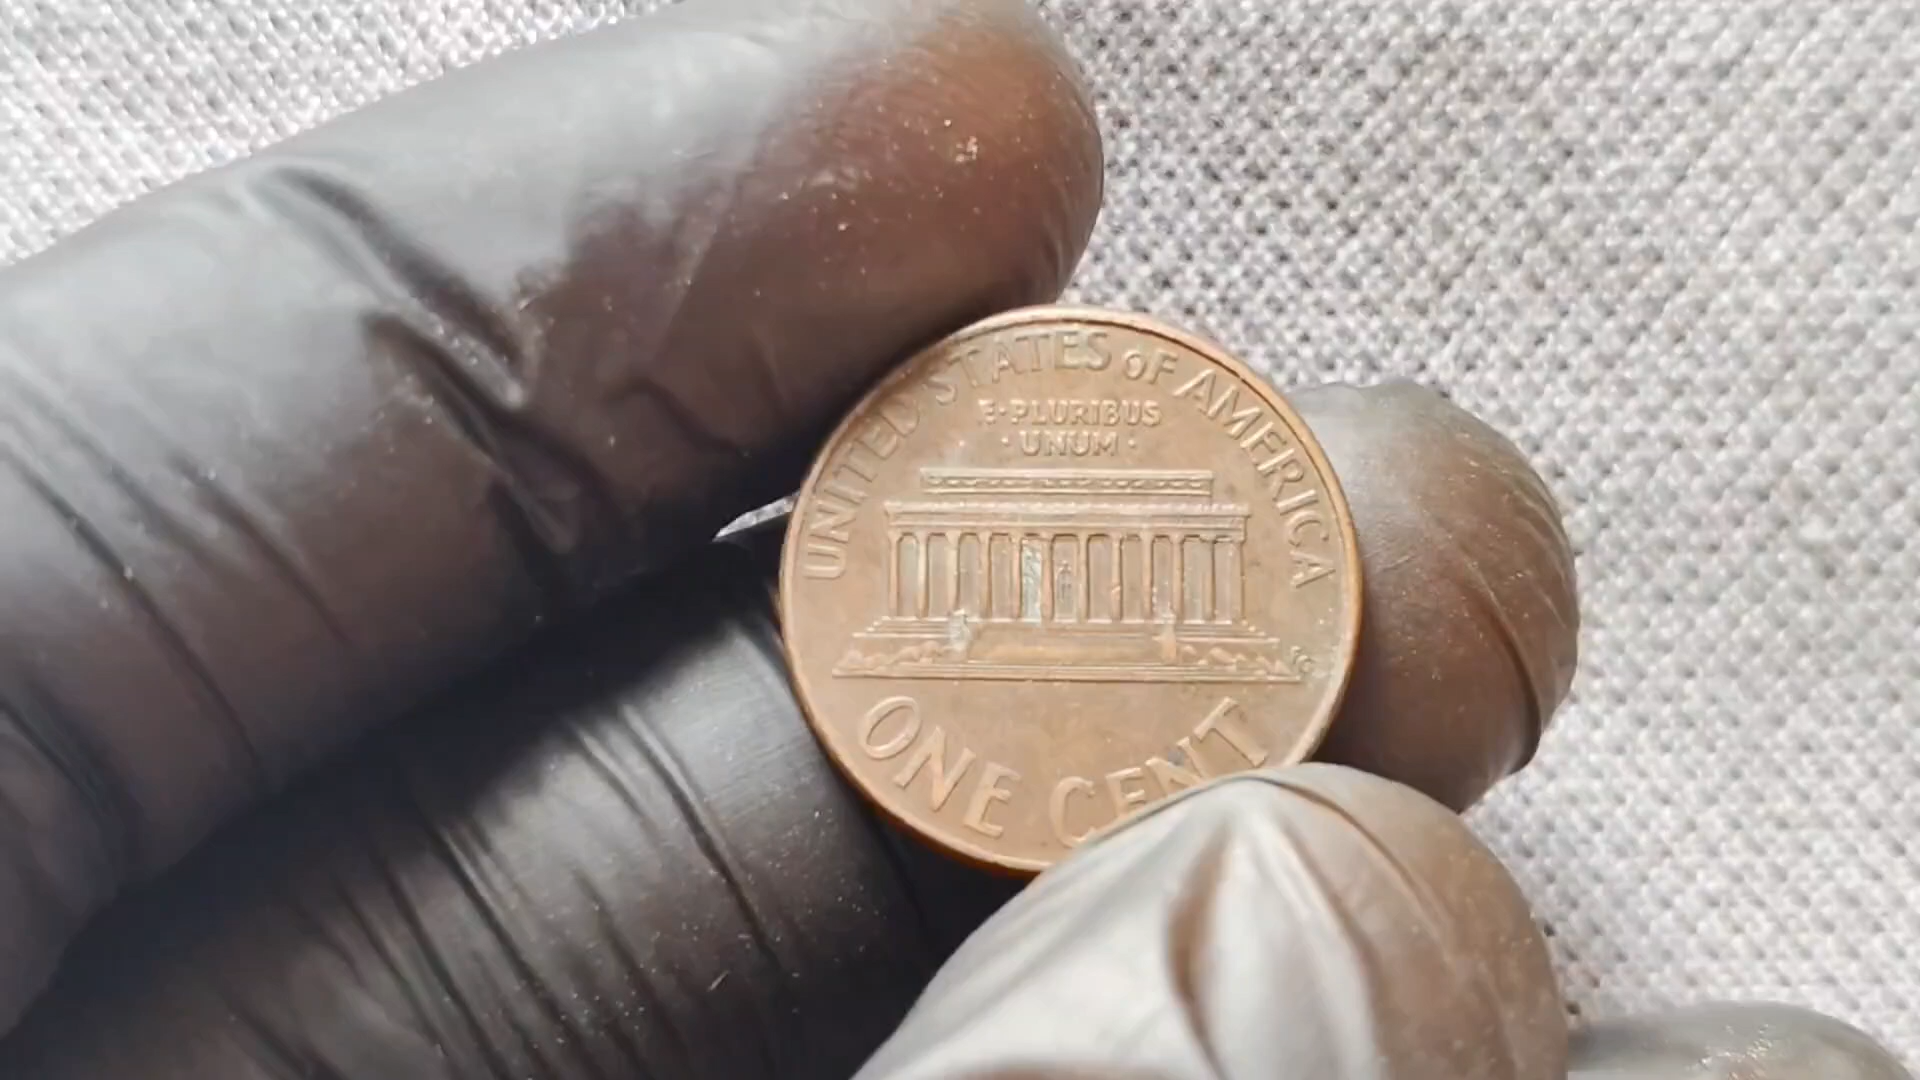 UNITED STATES OF AMERICA
E·PLURIBUS
·UNUM·
ONE CENT